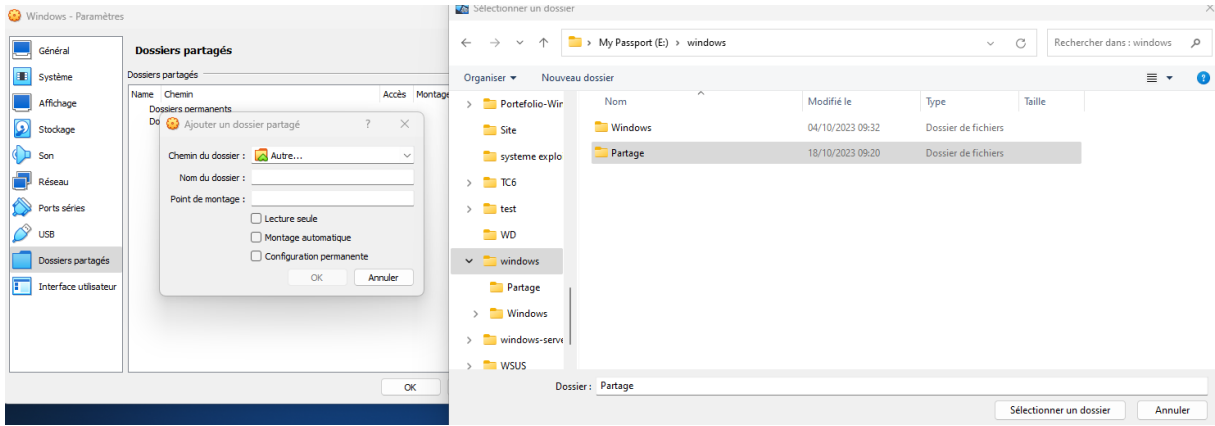 Windows - Paramètres
Général
Système
Affichage
Stockage
Son
Réseau
Ports séries
USB
Dossiers partagés
Interface utilisateur
Dossiers partagés
Dossiers partagés
Name Chemin Accès Montage
Dossiers permanents
Do
Ajouter un dossier partagé ? ×
Chemin du dossier : Autre...
Nom du dossier :
Point de montage :
Lecture seule
Montage automatique
Configuration permanente
OK Annuler
OK
Sélectionner un dossier
My Passport (E:) > windows
Rechercher dans : windows
Organiser Nouveau dossier
Portefolio-Wir
Site
systeme explo
TC6
test
WD
windows
Partage
Windows
windows-serve
WSUS
Nom Modifié le Type Taille
Windows 04/10/2023 09:32 Dossier de fichiers
Partage 18/10/2023 09:20 Dossier de fichiers
Dossier : Partage
Sélectionner un dossier Annuler